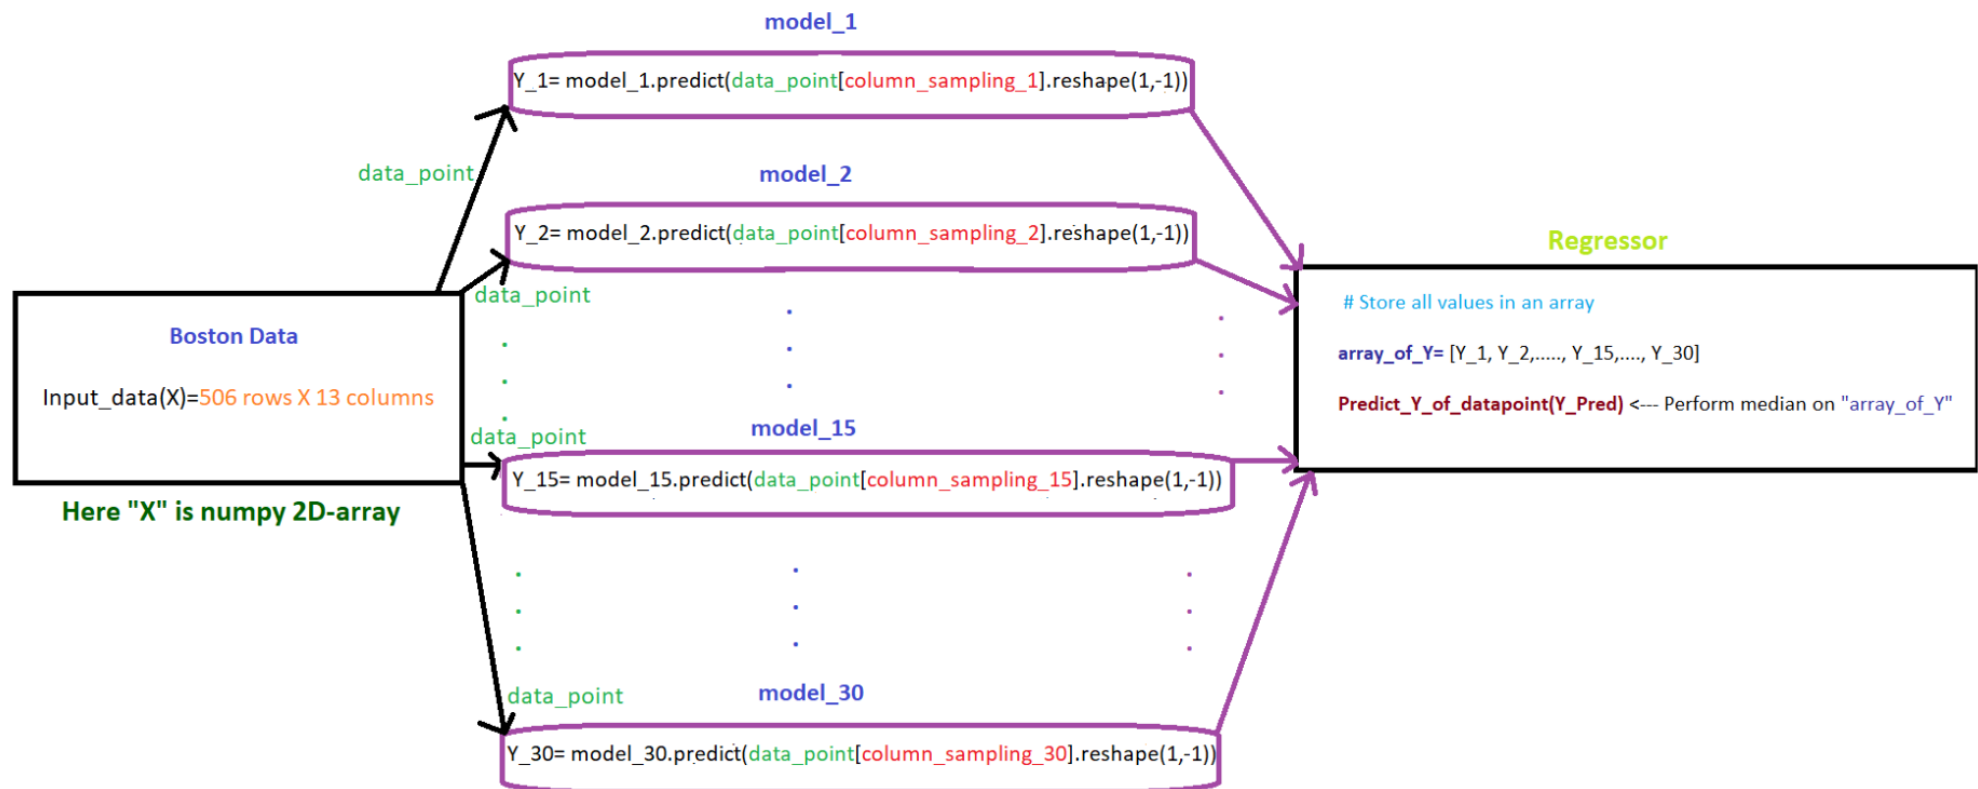 model_1
Y_1= model_1.predict(data_point[column_sampling_1].reshape(1,-1))
data_point
model_2
Y_2= model_2.predict(data_point[column_sampling_2].reshape(1,-1))
Regressor
data_point
# Store all values in an array
Boston Data
array_of_Y= [Y_1, Y_2,....., Y_15,...., Y_30]
Input_data(X)=506 rows X 13 columns
Predict_Y_of_datapoint(Y_Pred) <--- Perform median on "array_of_Y"
model_15
data_point
Y_15= model_15.predict(data_point[column_sampling_15].reshape(1,-1))
Here "X" is numpy 2D-array
model_30
data_point
Y_30= model_30.predict(data_point[column_sampling_30].reshape(1,-1))